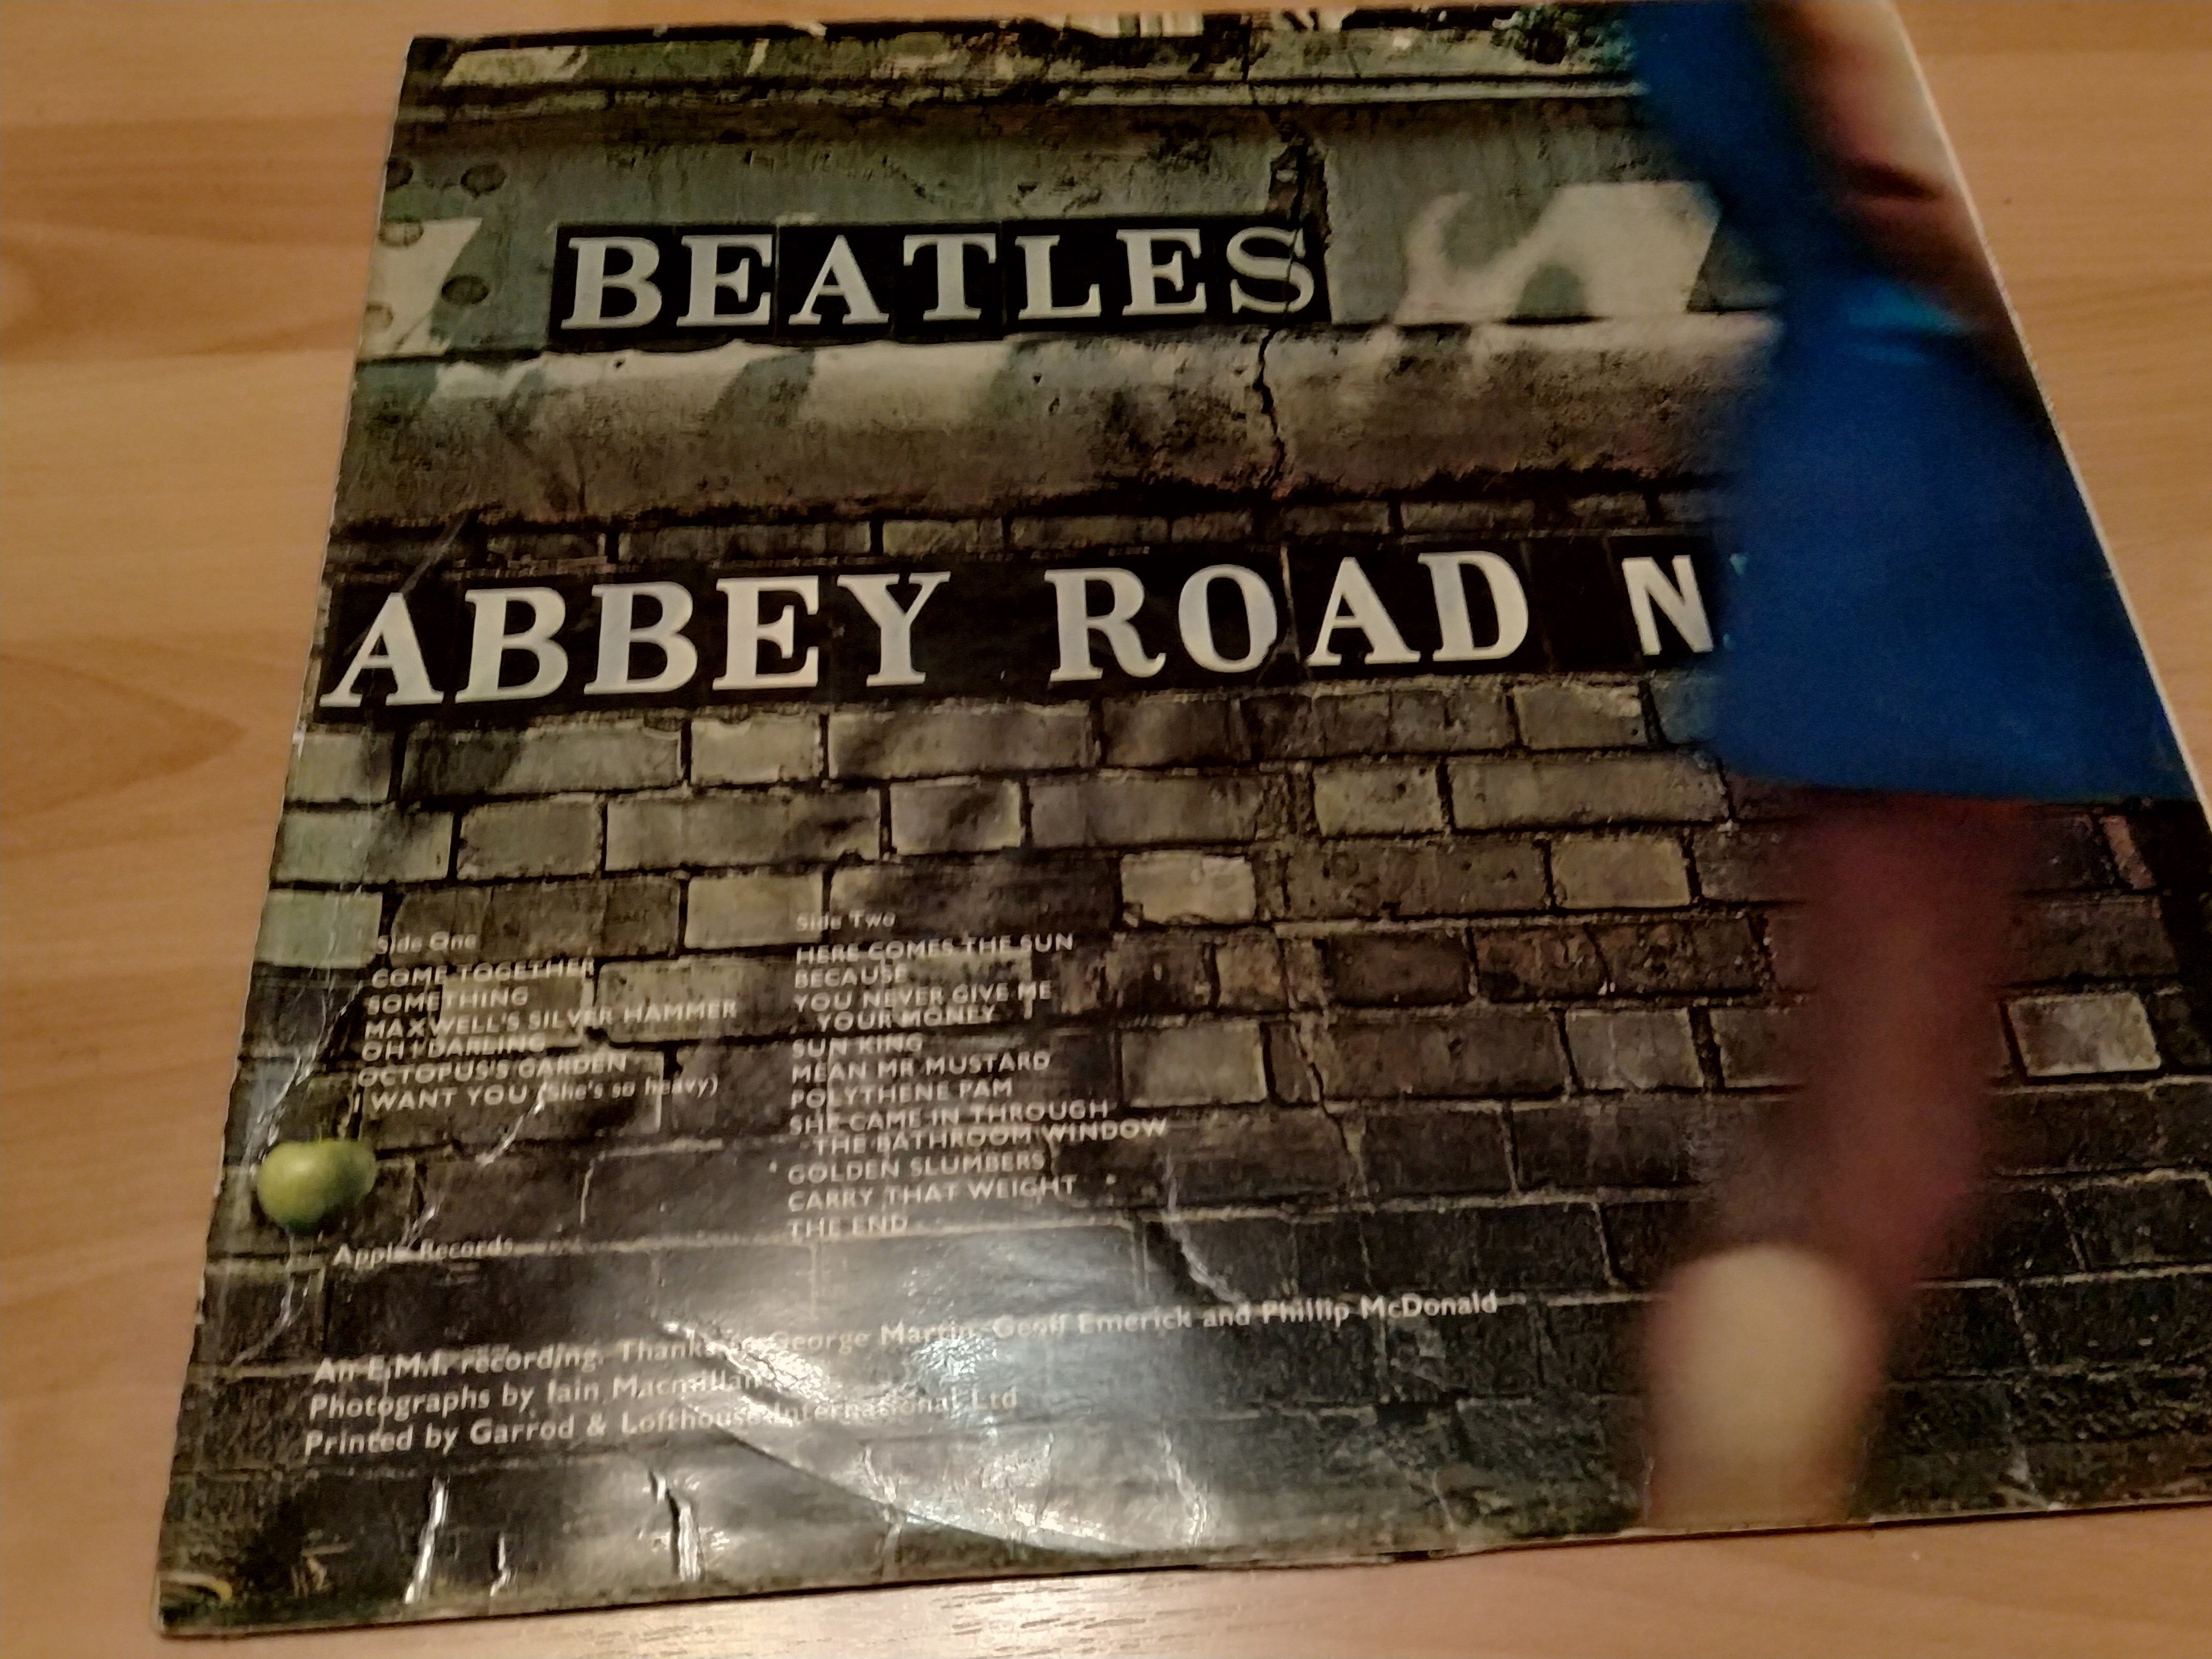 BEATLES
ABBEY ROAD N
Side One
COME TOGETHER
SOMETHING
MAXWELL'S SILVER HAMMER
OH! DARLING
OCTOPUS'S GARDEN
I WANT YOU (She's so heavy)
Side Two
HERE COMES THE SUN
BECAUSE
YOU NEVER GIVE ME
YOUR MONEY
SUN KING
MEAN MR MUSTARD
POLYTHENE PAM
SHE CAME IN THROUGH
THE BATHROOM WINDOW
GOLDEN SLUMBERS
CARRY THAT WEIGHT
THE END
Apple Records
An E.M.I. recording. Thanks to George Martin, Geoff Emerick and Phillip McDonald
Photographs by Iain Macmillan
Printed by Garrod & Lofthouse International Ltd